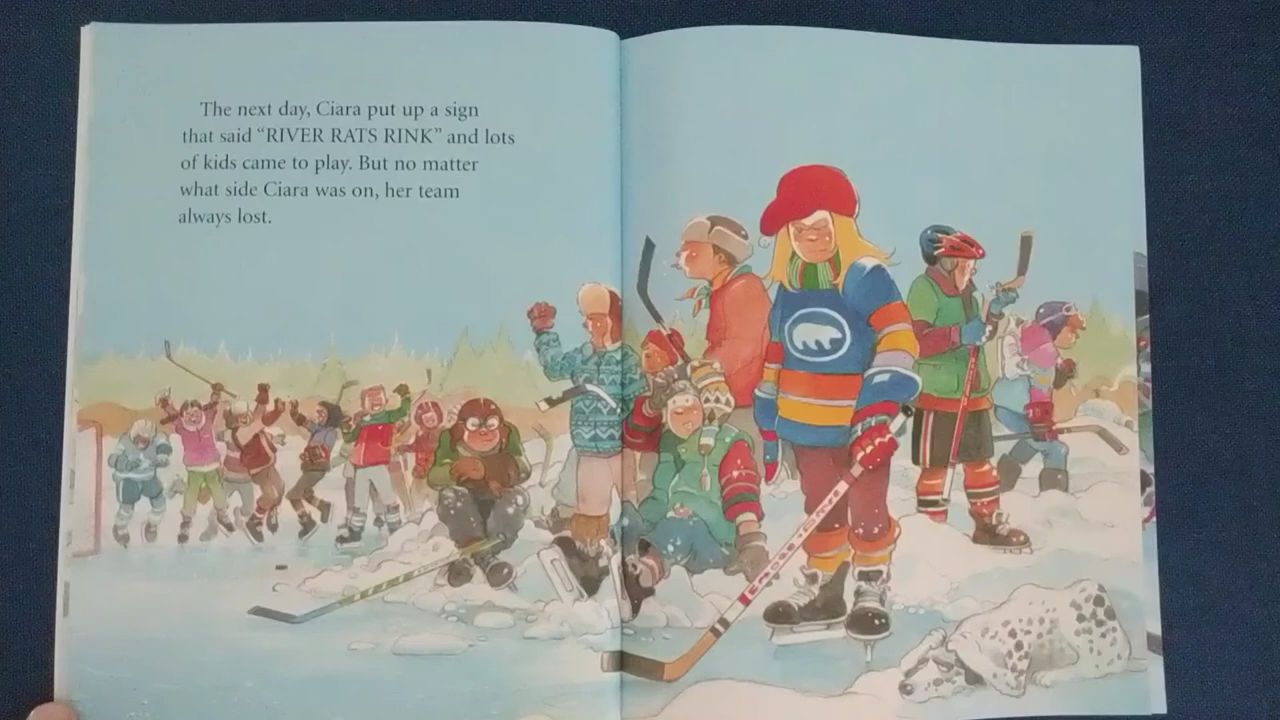 The next day, Ciara put up a sign
that said “RIVER RATS RINK” and lots
of kids came to play. But no matter
what side Ciara was on, her team
always lost.